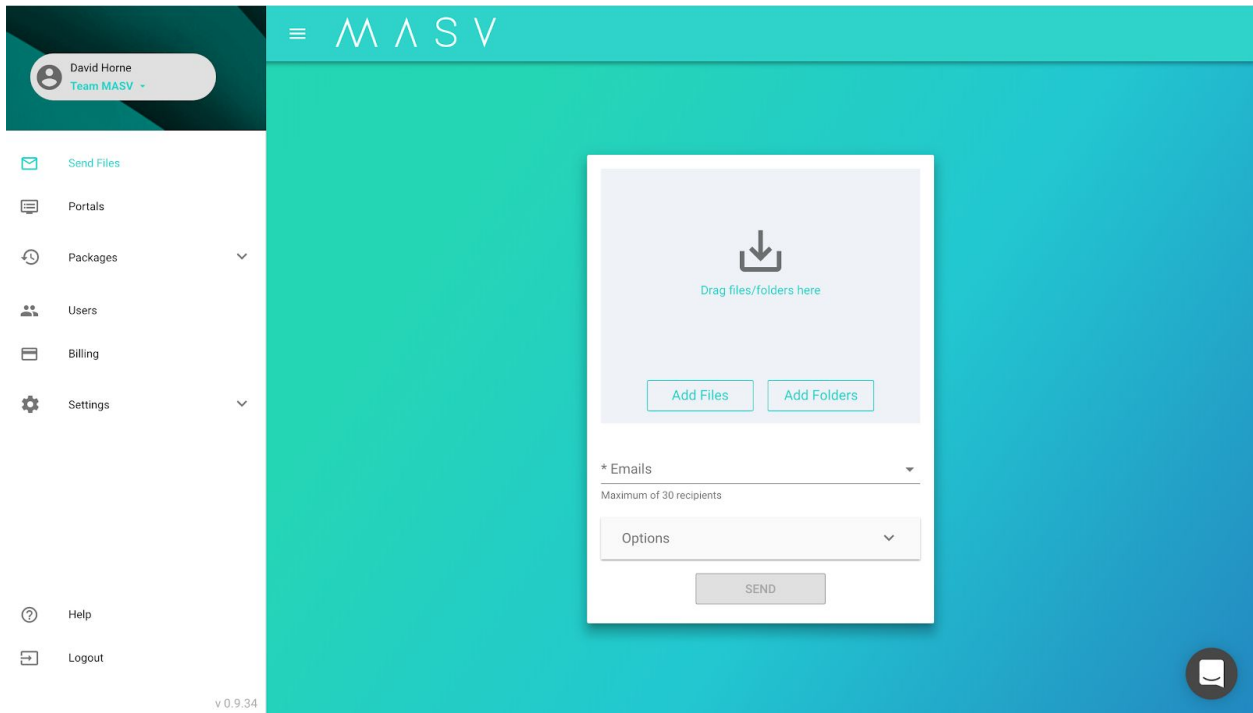 David Horne
Team MASV
Send Files
Portals
Packages
Users
Billing
Settings
Help
Logout
v 0.9.34
MASV
Drag files/folders here
Add Files
Add Folders
* Emails
Maximum of 30 recipients
Options
SEND